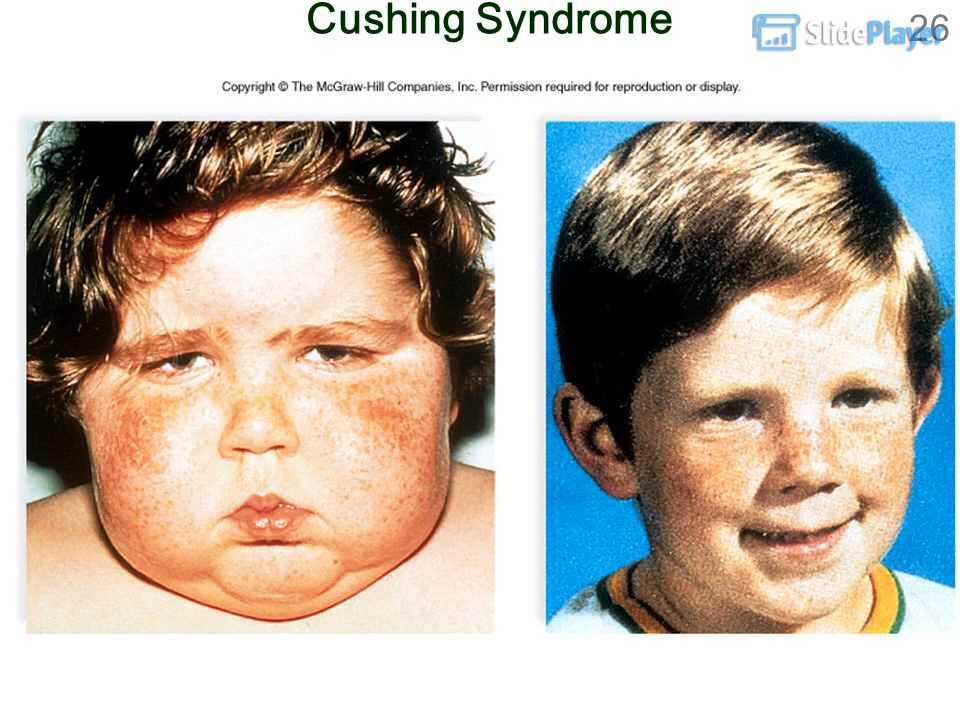 Cushing Syndrome
SlidePlayer
26
Copyright © The McGraw-Hill Companies, Inc. Permission required for reproduction or display.